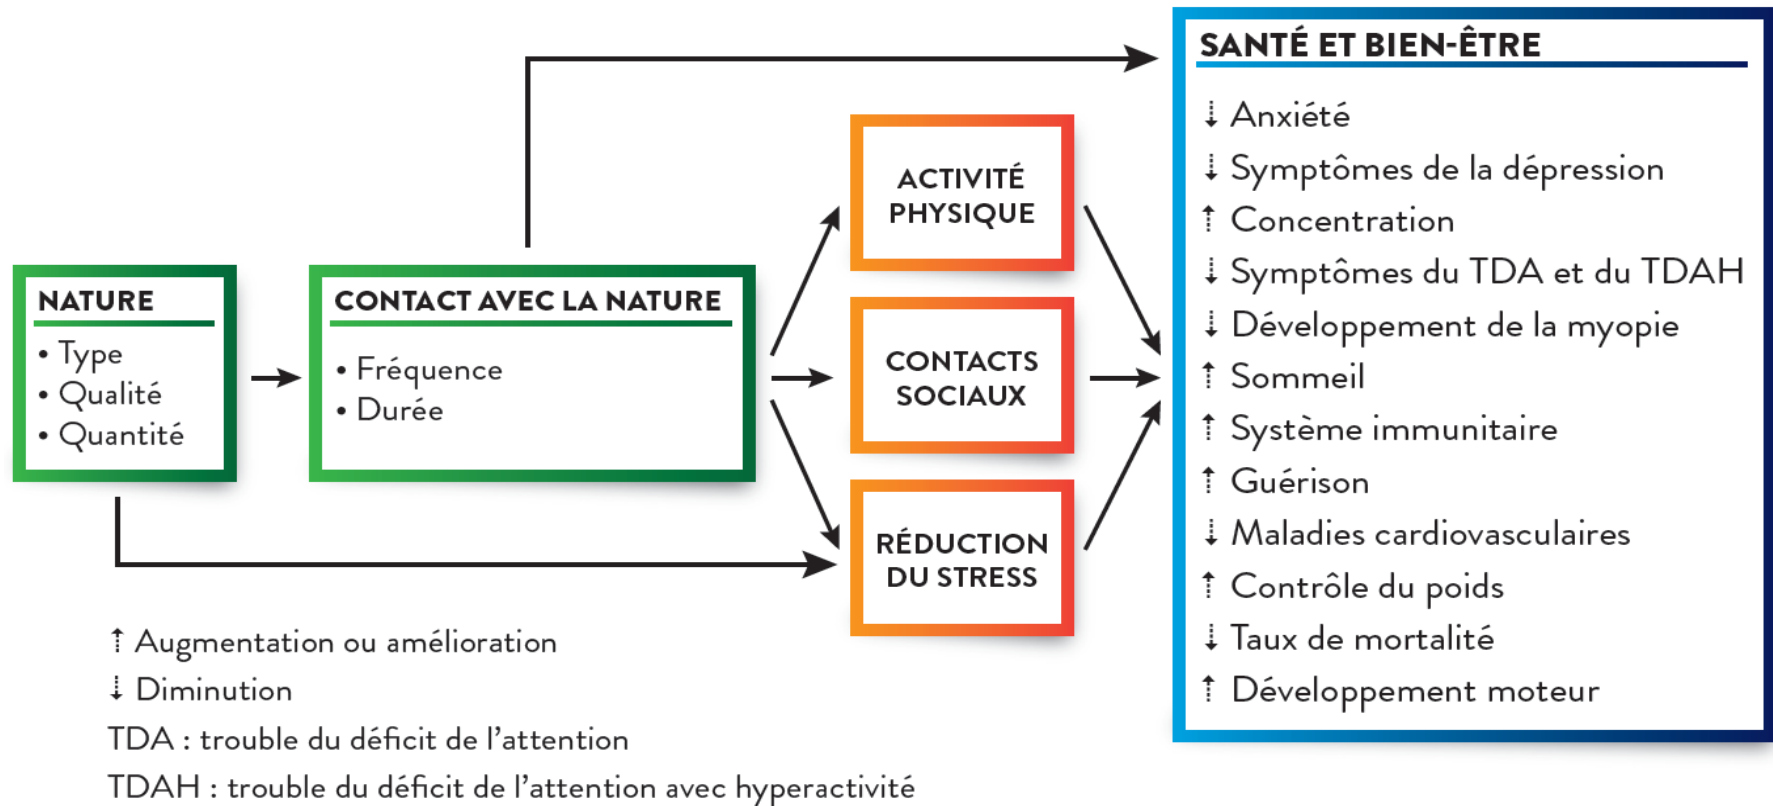 NATURE
• Type
• Qualité
• Quantité
CONTACT AVEC LA NATURE
• Fréquence
• Durée
ACTIVITÉ
PHYSIQUE
CONTACTS
SOCIAUX
RÉDUCTION
DU STRESS
SANTÉ ET BIEN-ÊTRE
⇣ Anxiété
⇣ Symptômes de la dépression
⇡ Concentration
⇣ Symptômes du TDA et du TDAH
⇣ Développement de la myopie
⇡ Sommeil
⇡ Système immunitaire
⇡ Guérison
⇣ Maladies cardiovasculaires
⇡ Contrôle du poids
⇣ Taux de mortalité
⇡ Développement moteur
⇡ Augmentation ou amélioration
⇣ Diminution
TDA : trouble du déficit de l’attention
TDAH : trouble du déficit de l’attention avec hyperactivité